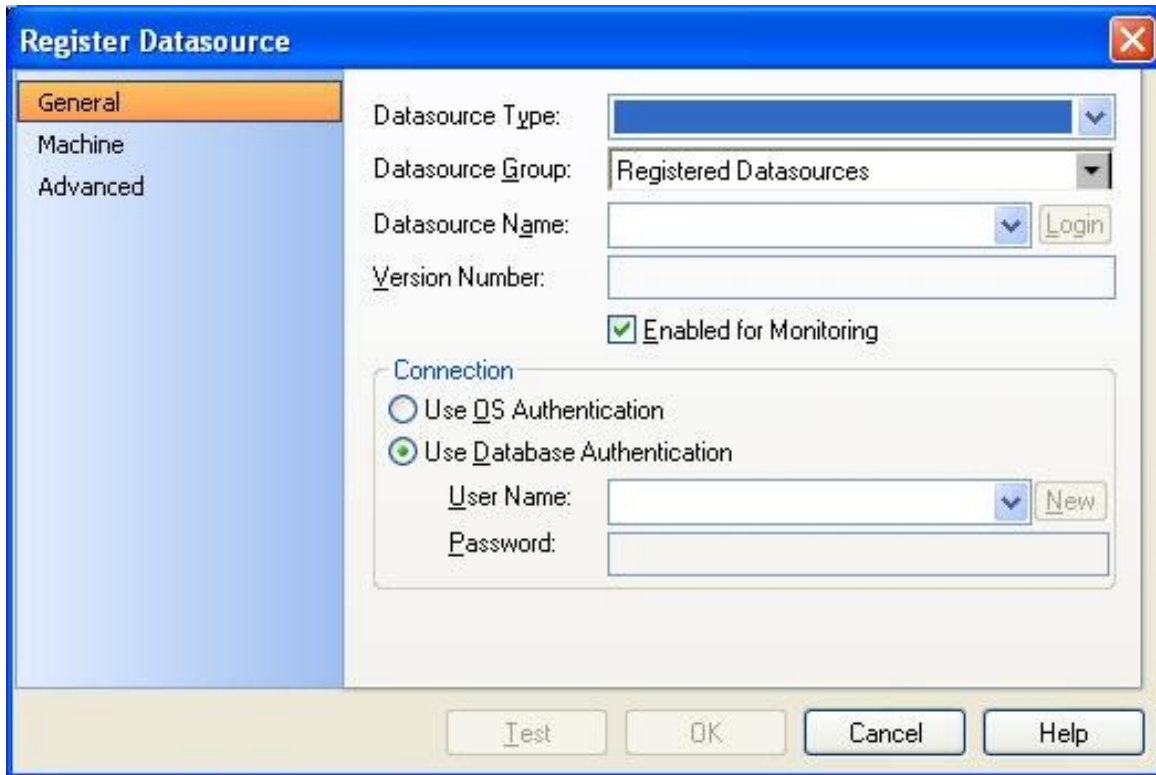 Register Datasource
General
Machine
Advanced
Datasource Type:
Datasource Group: Registered Datasources
Datasource Name: Login
Version Number:
Enabled for Monitoring
Connection
Use OS Authentication
Use Database Authentication
User Name: New
Password:
Test OK Cancel Help